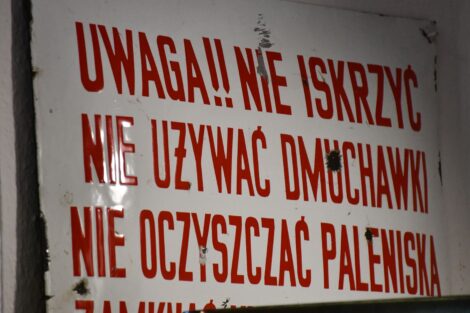 UWAGA!! NIE ISKRZYĆ
NIE UŻYWAĆ DMUCHAWKI
NIE OCZYSZCZAĆ PALENISKA